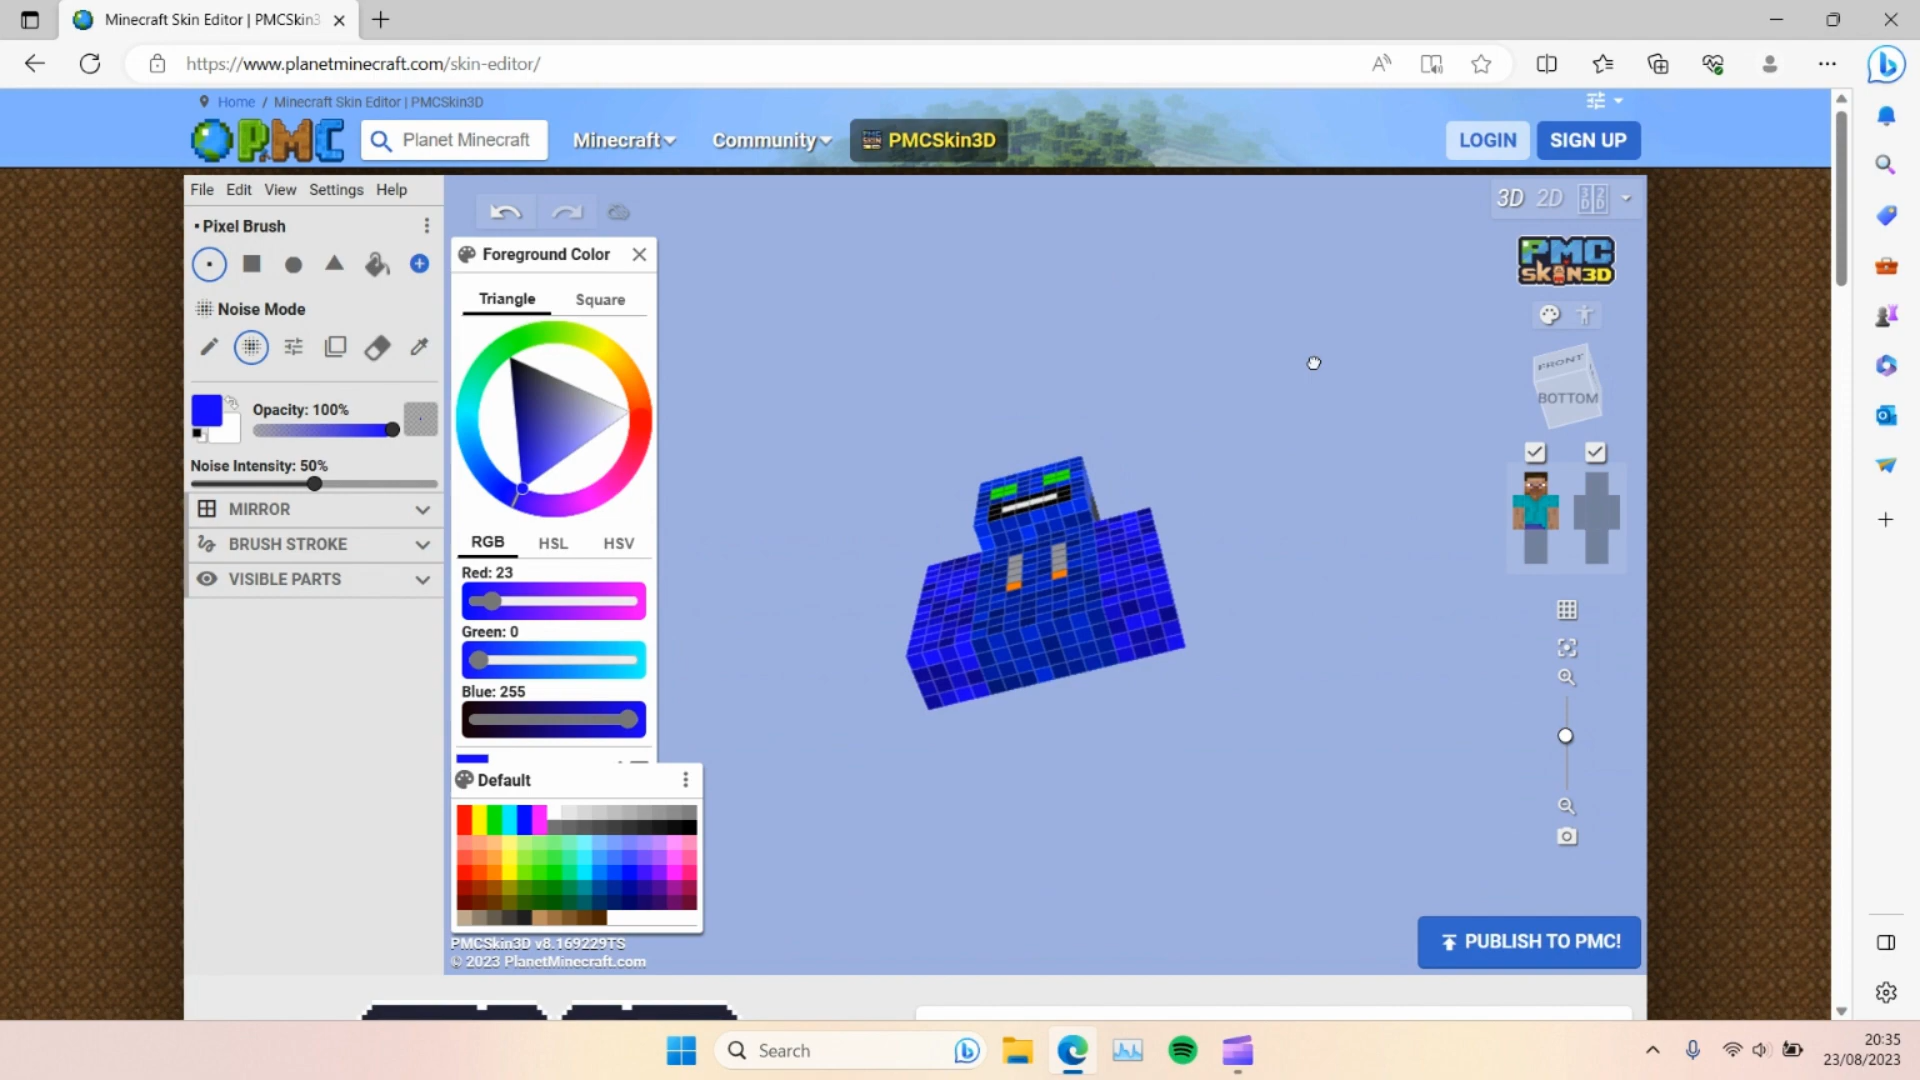 Minecraft Skin Editor | PMCSkin3
https://www.planetminecraft.com/skin-editor/
Home / Minecraft Skin Editor | PMCSkin3D
PMC
Planet Minecraft
Minecraft
Community
PMCSkin3D
LOGIN
SIGN UP
File Edit View Settings Help
3D 2D
Pixel Brush
Foreground Color
PMC
SKIN3D
Triangle Square
Noise Mode
FRONT
BOTTOM
Opacity: 100%
Noise Intensity: 50%
MIRROR
BRUSH STROKE
VISIBLE PARTS
RGB HSL HSV
Red: 23
Green: 0
Blue: 255
Default
PMCSkin3D v8.169229TS
© 2023 PlanetMinecraft.com
PUBLISH TO PMC!
Search
20:35
23/08/2023